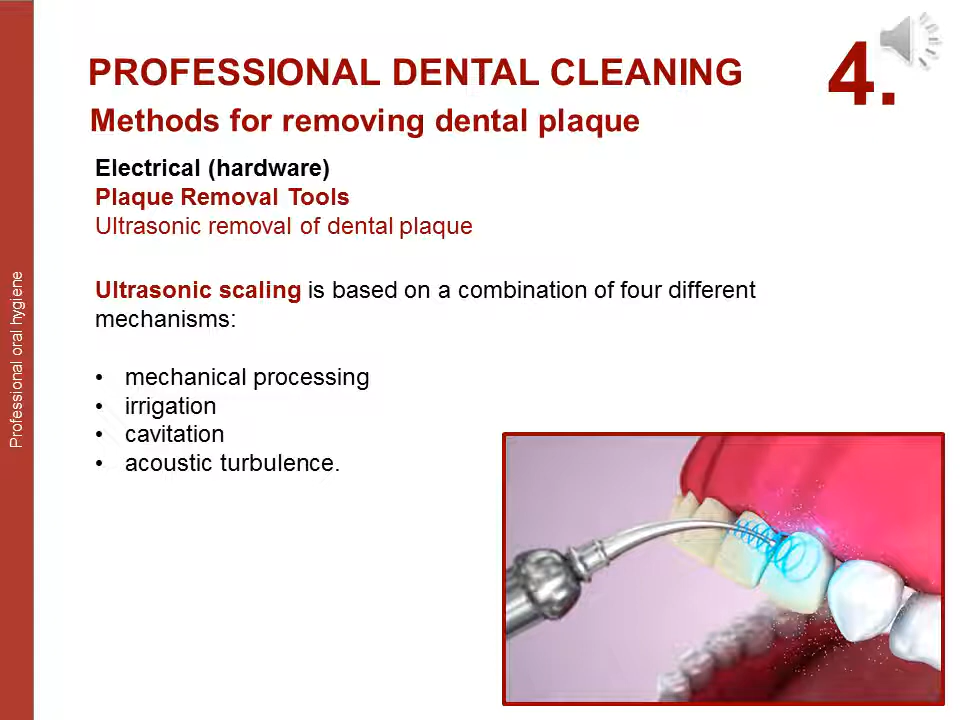 PROFESSIONAL DENTAL CLEANING
4.
Methods for removing dental plaque
Electrical (hardware)
Plaque Removal Tools
Ultrasonic removal of dental plaque
Ultrasonic scaling is based on a combination of four different
mechanisms:
• mechanical processing
• irrigation
• cavitation
• acoustic turbulence.
Professional oral hygiene